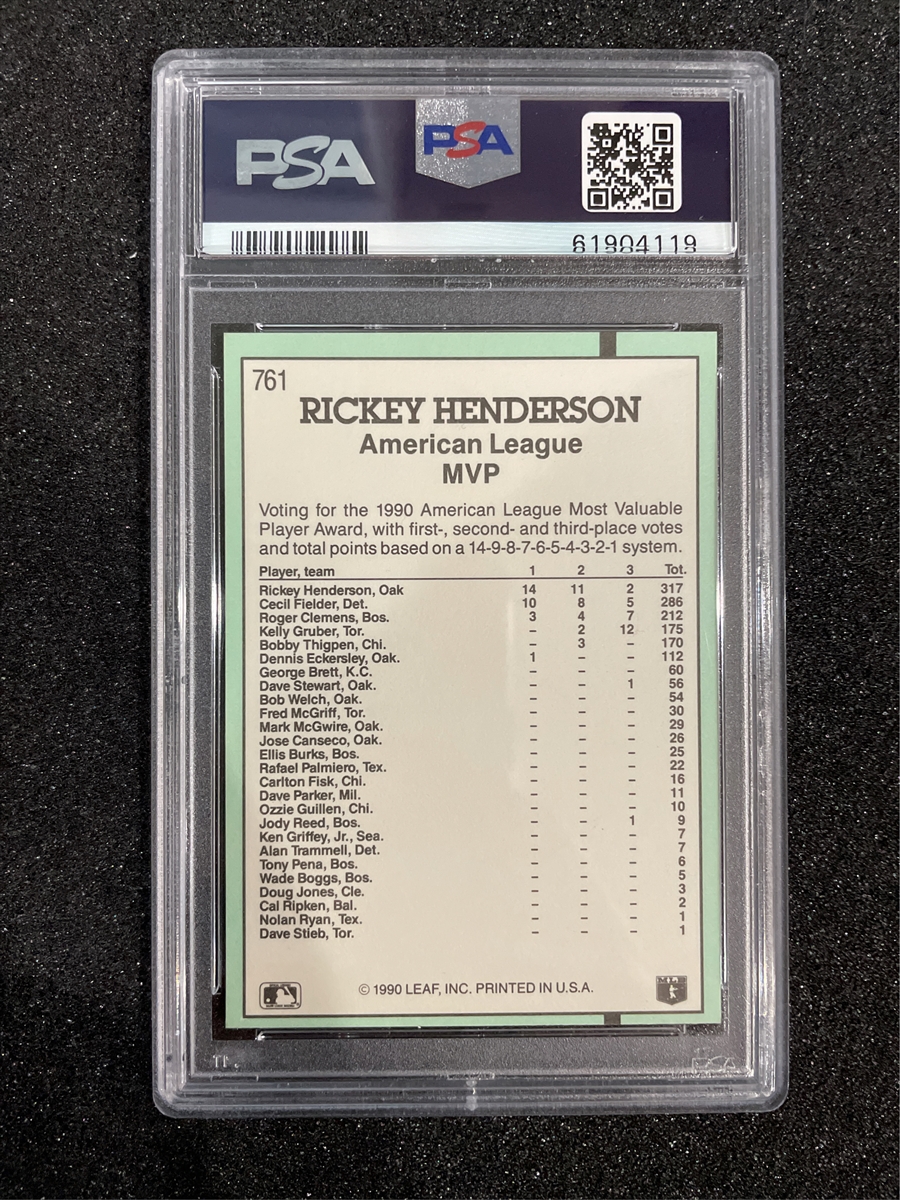 PSA PSA
61904119
761
RICKEY HENDERSON
American League
MVP
Voting for the 1990 American League Most Valuable
Player Award, with first-, second- and third-place votes
and total points based on a 14-9-8-7-6-5-4-3-2-1 system.
Player, team 1 2 3 Tot.
Rickey Henderson, Oak 14 11 2 317
Cecil Fielder, Det. 10 8 5 286
Roger Clemens, Bos. 3 4 7 212
Kelly Gruber, Tor. – 2 12 175
Bobby Thigpen, Chi. – 3 – 170
Dennis Eckersley, Oak. 1 – – 112
George Brett, K.C. – – – 60
Dave Stewart, Oak. – – 1 56
Bob Welch, Oak. – – – 54
Fred McGriff, Tor. – – – 30
Mark McGwire, Oak. – – – 29
Jose Canseco, Oak. – – – 26
Ellis Burks, Bos. – – – 25
Rafael Palmiero, Tex. – – – 22
Carlton Fisk, Chi. – – – 16
Dave Parker, Mil. – – – 11
Ozzie Guillen, Chi. – – – 10
Jody Reed, Bos. – – 1 9
Ken Griffey, Jr., Sea. – – – 7
Alan Trammell, Det. – – – 7
Tony Pena, Bos. – – – 6
Wade Boggs, Bos. – – – 5
Doug Jones, Cle. – – – 3
Cal Ripken, Bal. – – – 2
Nolan Ryan, Tex. – – – 1
Dave Stieb, Tor. – – – 1
© 1990 LEAF, INC. PRINTED IN U.S.A.
PSA